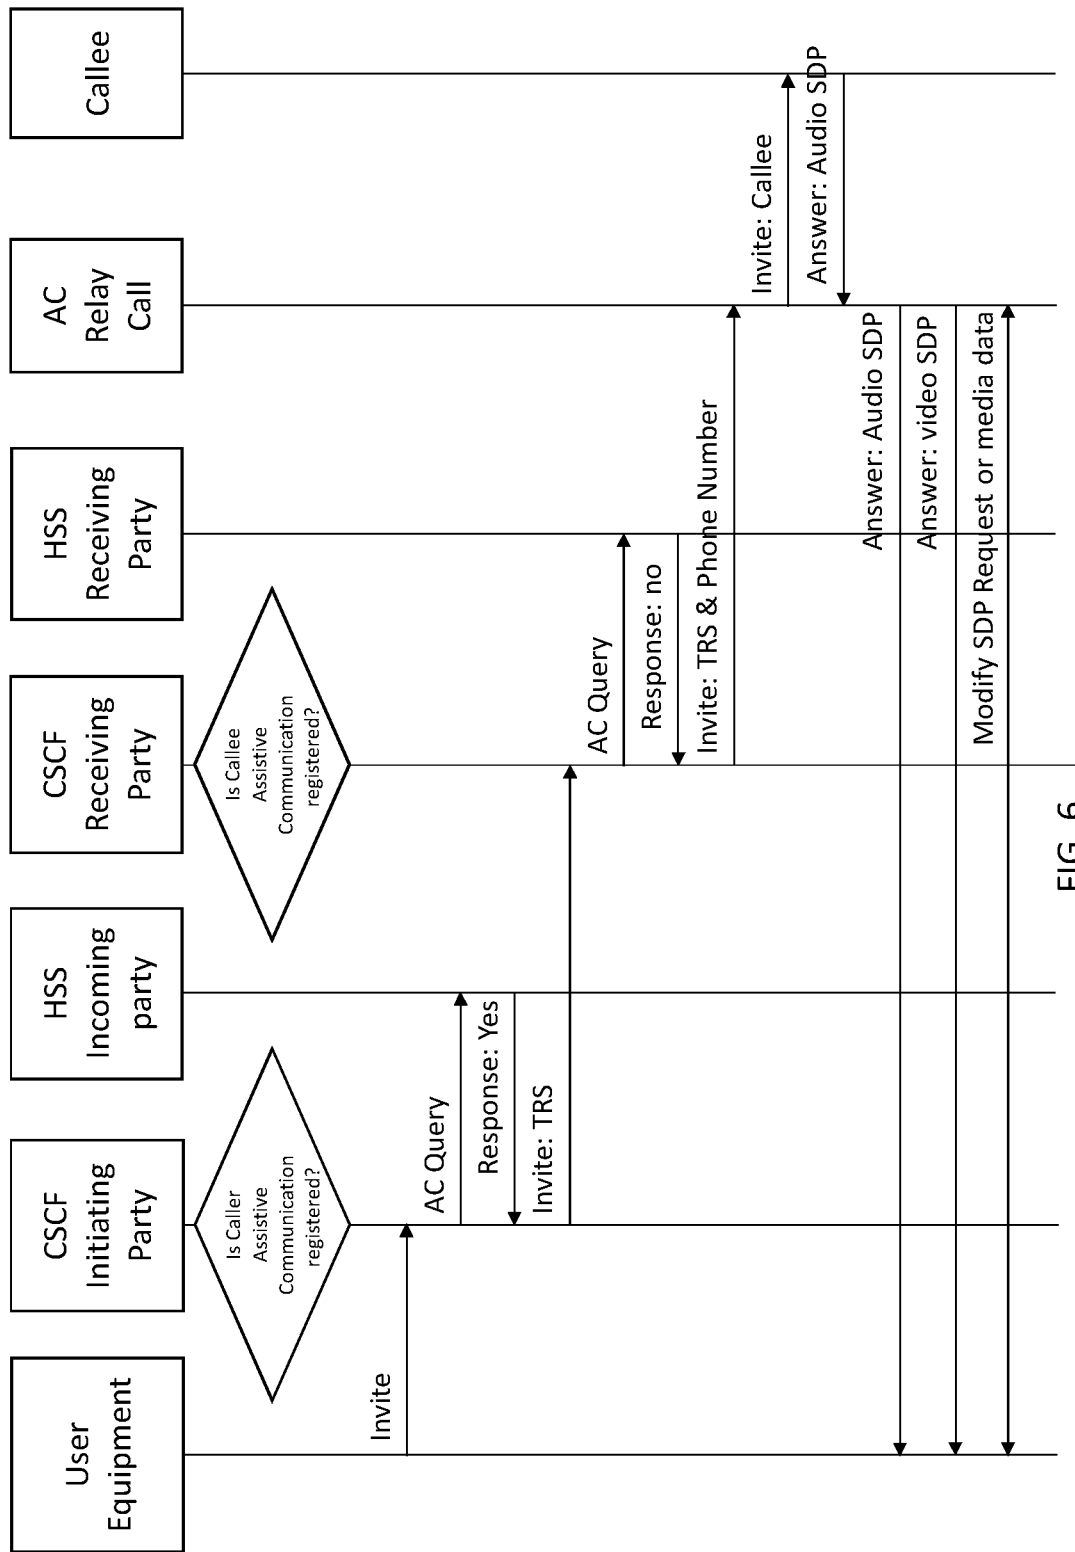 User
Equipment
CSCF
Initiating
Party
HSS
Incoming
party
CSCF
Receiving
Party
HSS
Receiving
Party
AC
Relay
Call
Callee
Is Caller
Assistive
Communication
registered?
Is Callee
Assistive
Communication
registered?
Invite
AC Query
Response: Yes
Invite: TRS
AC Query
Response: no
Invite: TRS & Phone Number
Invite: Callee
Answer: Audio SDP
Answer: Audio SDP
Answer: video SDP
Modify SDP Request or media data
FIG. 6